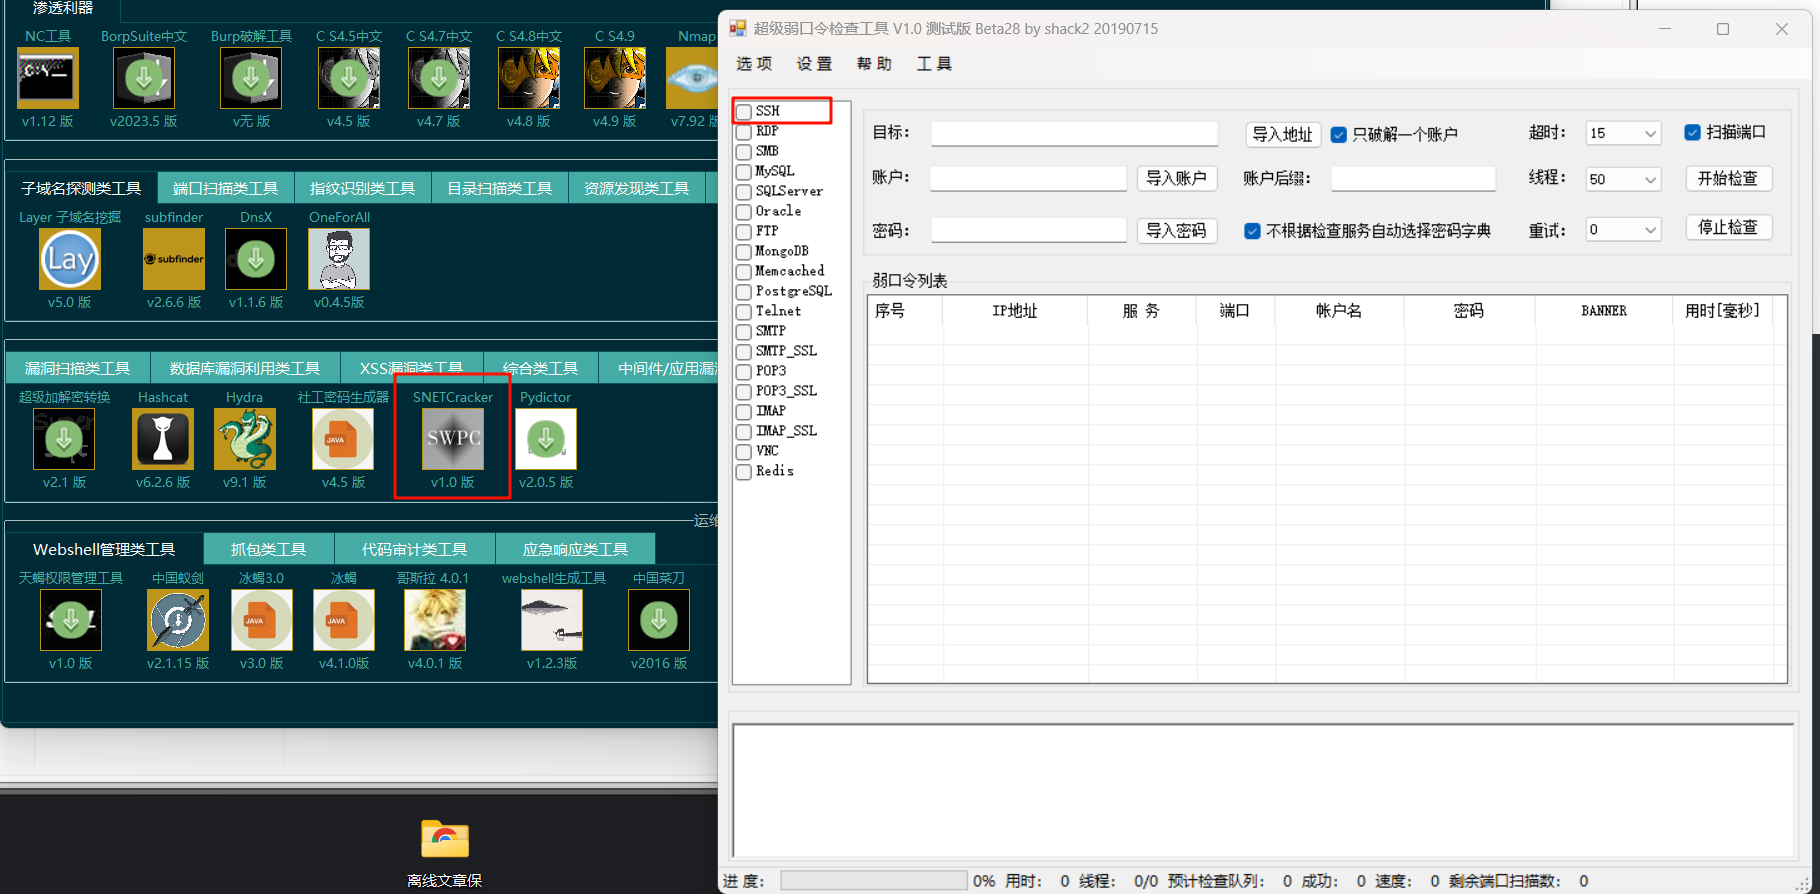 渗透利器
NC工具 BorpSuite中文 Burp破解工具 C S4.5中文 C S4.7中文 C S4.8中文 C S4.9 Nmap
v1.12 版 v2023.5 版 v无 版 v4.5 版 v4.7 版 v4.8 版 v4.9 版 v7.92 版
子域名探测类工具 端口扫描类工具 指纹识别类工具 目录扫描类工具 资源发现类工具
Layer 子域名挖掘 subfinder DnsX OneForAll
Lay subfinder
v5.0 版 v2.6.6 版 v1.1.6 版 v0.4.5版
漏洞扫描类工具 数据库漏洞利用类工具 XSS漏洞类工具 综合类工具 中间件/应用漏
超级加解密转换 Hashcat Hydra 社工密码生成器 SNETCracker Pydictor
JAVA SWPC
v2.1 版 v6.2.6 版 v9.1 版 v4.5 版 v1.0 版 v2.0.5 版
运维
Webshell管理类工具 抓包类工具 代码审计类工具 应急响应类工具
天蝎权限管理工具 中国蚁剑 冰蝎3.0 冰蝎 哥斯拉 4.0.1 webshell生成工具 中国菜刀
JAVA JAVA
v1.0 版 v2.1.15 版 v3.0 版 v4.1.0版 v4.0.1 版 v1.2.3版 v2016 版
离线文章保
超级弱口令检查工具 V1.0 测试版 Beta28 by shack2 20190715
选项 设置 帮助 工具
SSH
RDP
SMB
MySQL
SQLServer
Oracle
FTP
MongoDB
Memcached
PostgreSQL
Telnet
SMTP
SMTP_SSL
POP3
POP3_SSL
IMAP
IMAP_SSL
VNC
Redis
目标： 导入地址 只破解一个账户 超时： 15 扫描端口
账户： 导入账户 账户后缀： 线程： 50 开始检查
密码： 导入密码 不根据检查服务自动选择密码字典 重试： 0 停止检查
弱口令列表
序号 IP地址 服 务 端口 帐户名 密码 BANNER 用时[毫秒]
进 度： 0% 用时： 0 线程： 0/0 预计检查队列： 0 成功： 0 速度： 0 剩余端口扫描数： 0